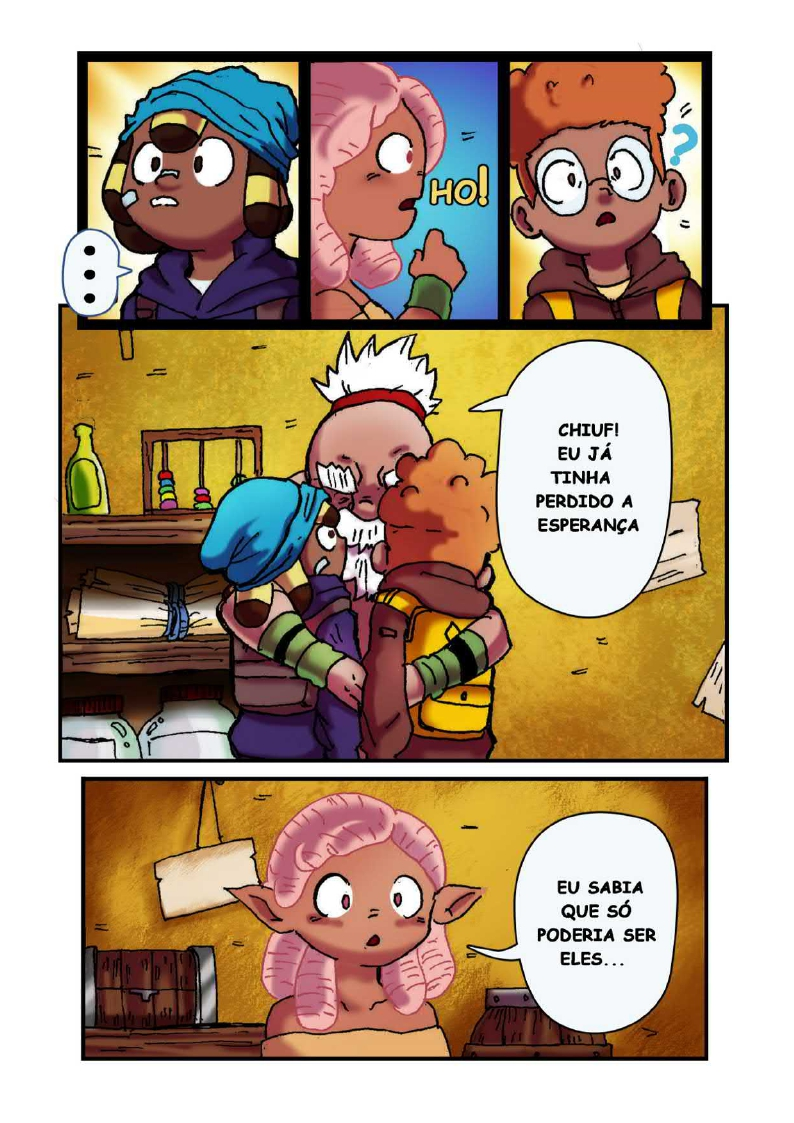 ...
HO!
?
CHIUF!
EU JÁ
TINHA
PERDIDO A
ESPERANÇA
EU SABIA
QUE SÓ
PODERIA SER
ELES...